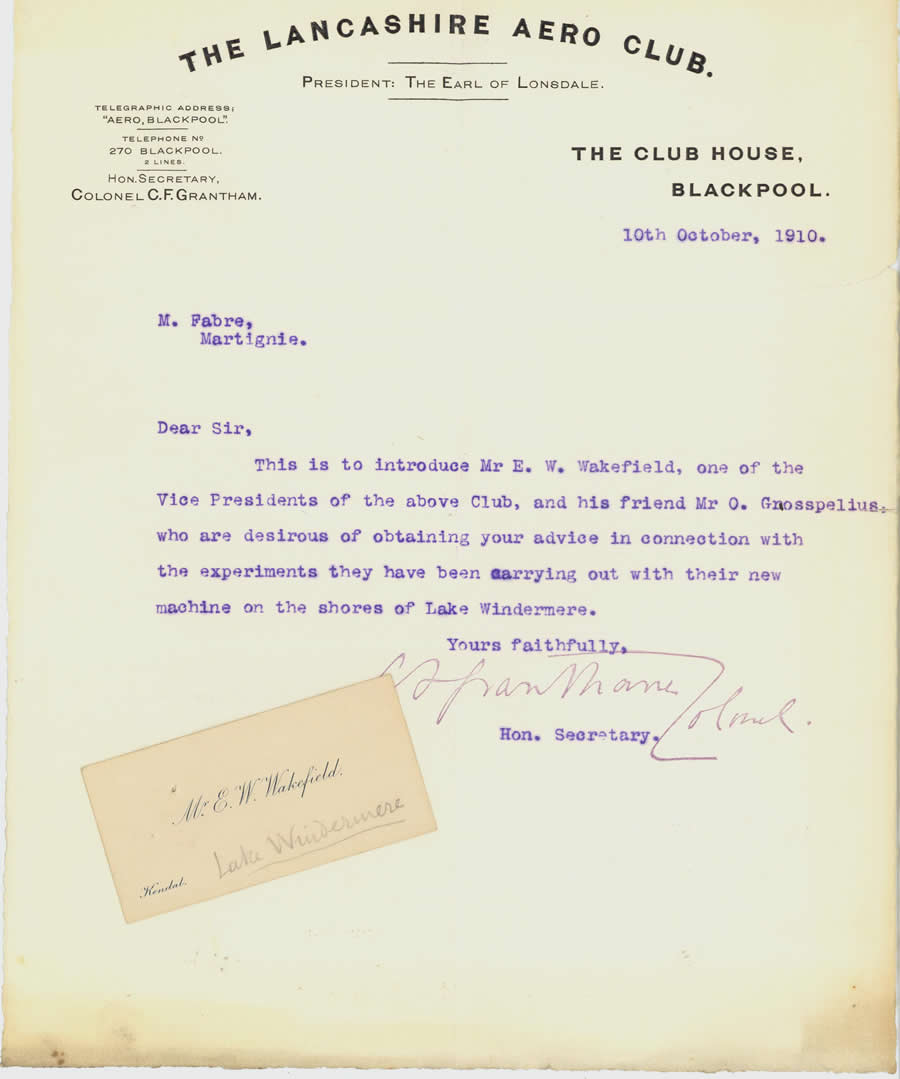 THE LANCASHIRE AERO CLUB.
PRESIDENT: THE EARL OF LONSDALE.
TELEGRAPHIC ADDRESS;
"AERO, BLACKPOOL".
TELEPHONE Nº
270 BLACKPOOL.
2 LINES.
HON. SECRETARY,
COLONEL C.F. GRANTHAM.
THE CLUB HOUSE,
BLACKPOOL.
10th October, 1910.
M. Fabre,
Martignie.
Dear Sir,
This is to introduce Mr E. W. Wakefield, one of the
Vice Presidents of the above Club, and his friend Mr O. Gnosspelius.
who are desirous of obtaining your advice in connection with
the experiments they have been carrying out with their new
machine on the shores of Lake Windermere.
Yours faithfully,
Grantham Colonel.
Hon. Secretary.
Mr. E. W. Wakefield.
Lake Windermere
Kendal.